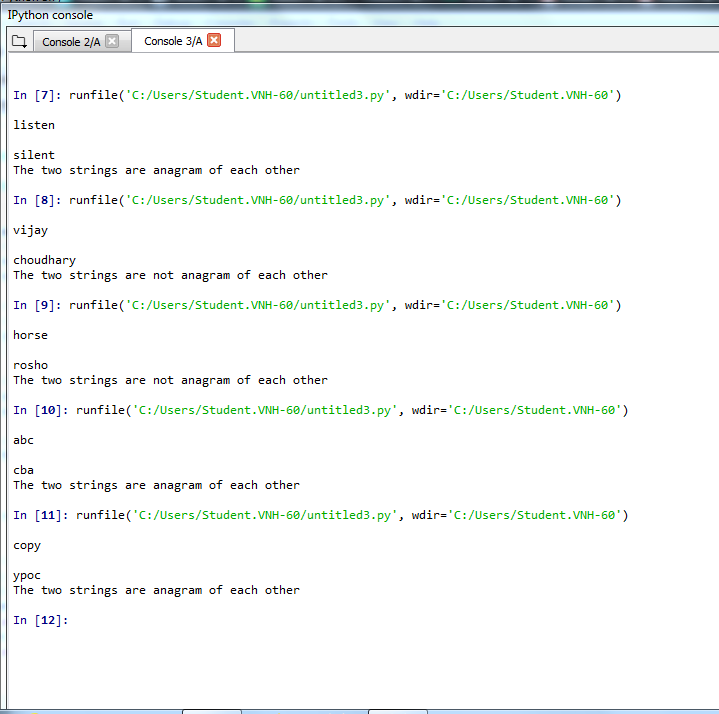 IPython console
Console 2/A
Console 3/A
In [7]: runfile('C:/Users/Student.VNH-60/untitled3.py', wdir='C:/Users/Student.VNH-60')
listen
silent
The two strings are anagram of each other
In [8]: runfile('C:/Users/Student.VNH-60/untitled3.py', wdir='C:/Users/Student.VNH-60')
vijay
choudhary
The two strings are not anagram of each other
In [9]: runfile('C:/Users/Student.VNH-60/untitled3.py', wdir='C:/Users/Student.VNH-60')
horse
rosho
The two strings are not anagram of each other
In [10]: runfile('C:/Users/Student.VNH-60/untitled3.py', wdir='C:/Users/Student.VNH-60')
abc
cba
The two strings are anagram of each other
In [11]: runfile('C:/Users/Student.VNH-60/untitled3.py', wdir='C:/Users/Student.VNH-60')
copy
ypoc
The two strings are anagram of each other
In [12]: